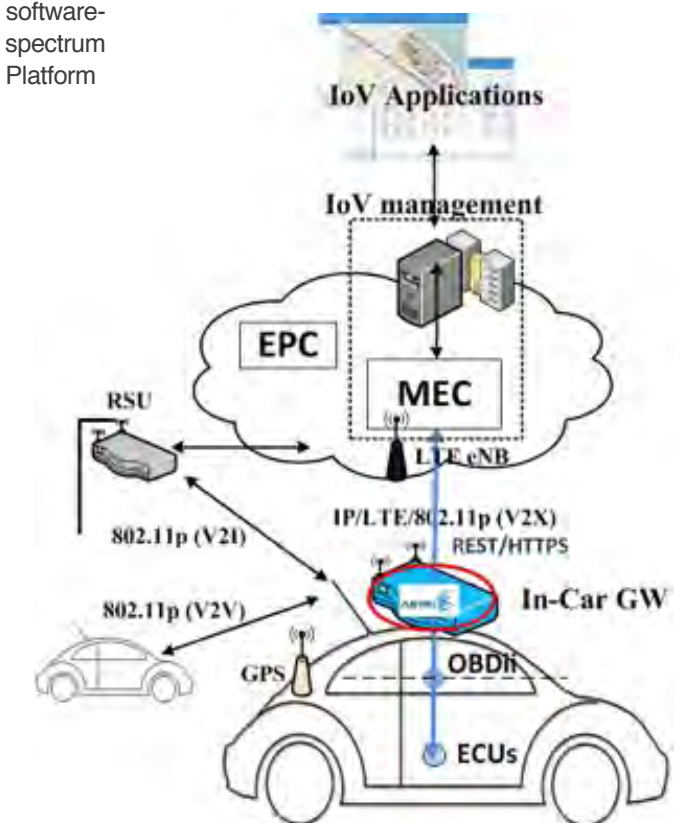 software-
spectrum
Platform
IoV Applications
IoV management
EPC
MEC
RSU
LTE eNB
802.11p (V2I)
IP/LTE/802.11p (V2X)
REST/HTTPS
In-Car GW
802.11p (V2V)
GPS
OBDii
ECUs